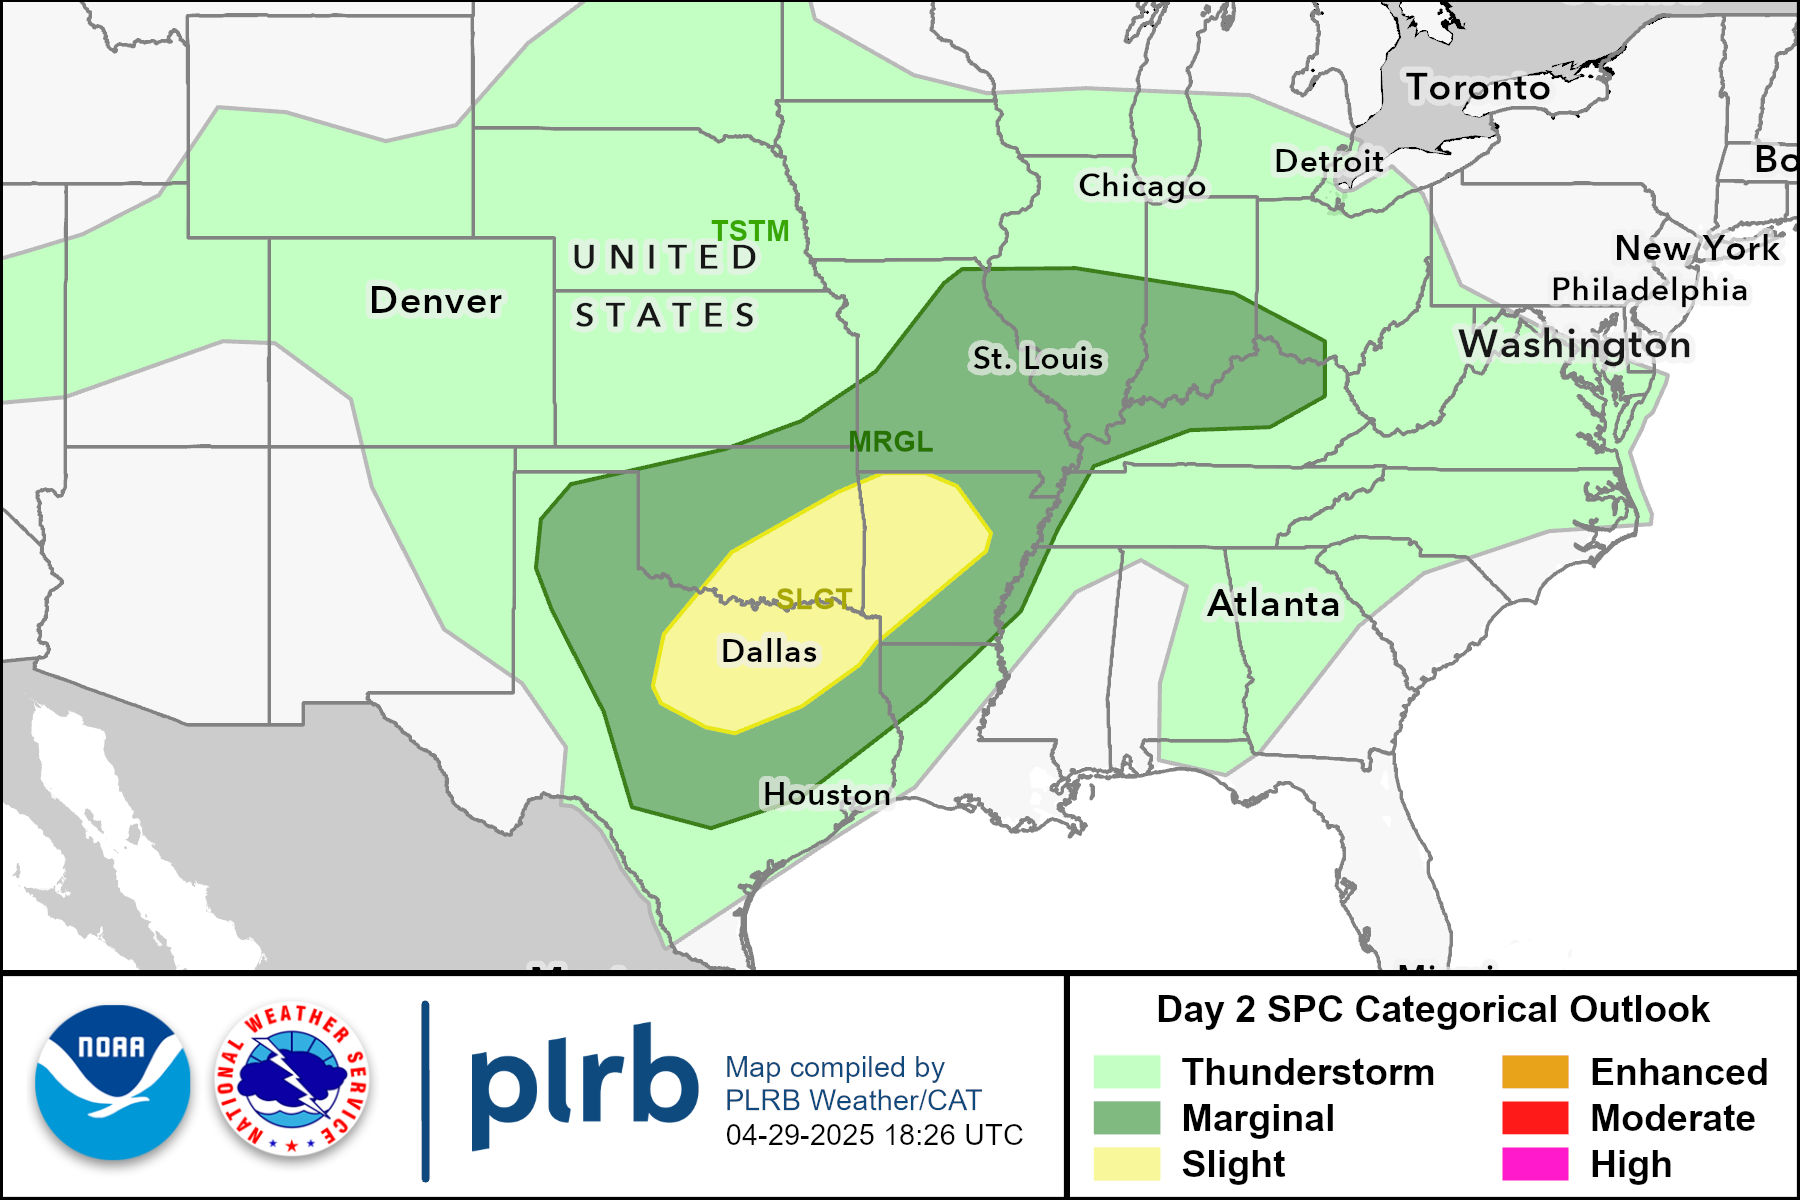 Toronto
Detroit
Chicago
Bo
TSTM
UNITED
STATES
Denver
New York
Philadelphia
Washington
St. Louis
MRGL
SLGT
Dallas
Atlanta
Houston
NOAA
NATIONAL WEATHER SERVICE
plrb
Map compiled by
PLRB Weather/CAT
04-29-2025 18:26 UTC
Day 2 SPC Categorical Outlook
Thunderstorm
Marginal
Slight
Enhanced
Moderate
High